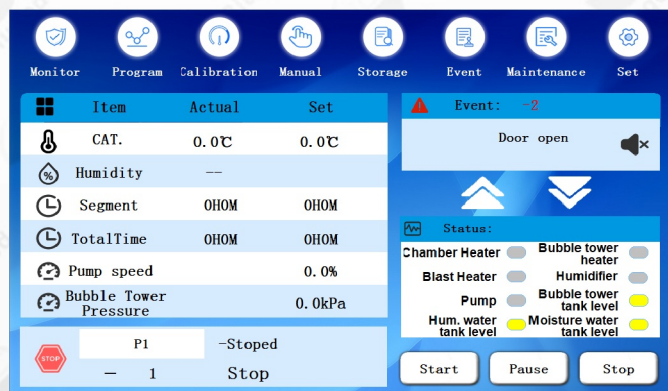 Monitor Program Calibration Manual Storage Event Maintenance Set
Item Actual Set
CAT. 0.0℃ 0.0℃
% Humidity --
Segment 0H0M 0H0M
TotalTime 0H0M 0H0M
Pump speed 0.0%
Bubble Tower
Pressure 0.0kPa
P1 -Stoped
STOP
- 1 Stop
Event: -2
Door open
Status:
Chamber Heater Bubble tower
heater
Blast Heater Humidifier
Pump Bubble tower
tank level
Hum. water
tank level Moisture water
tank level
Start Pause Stop